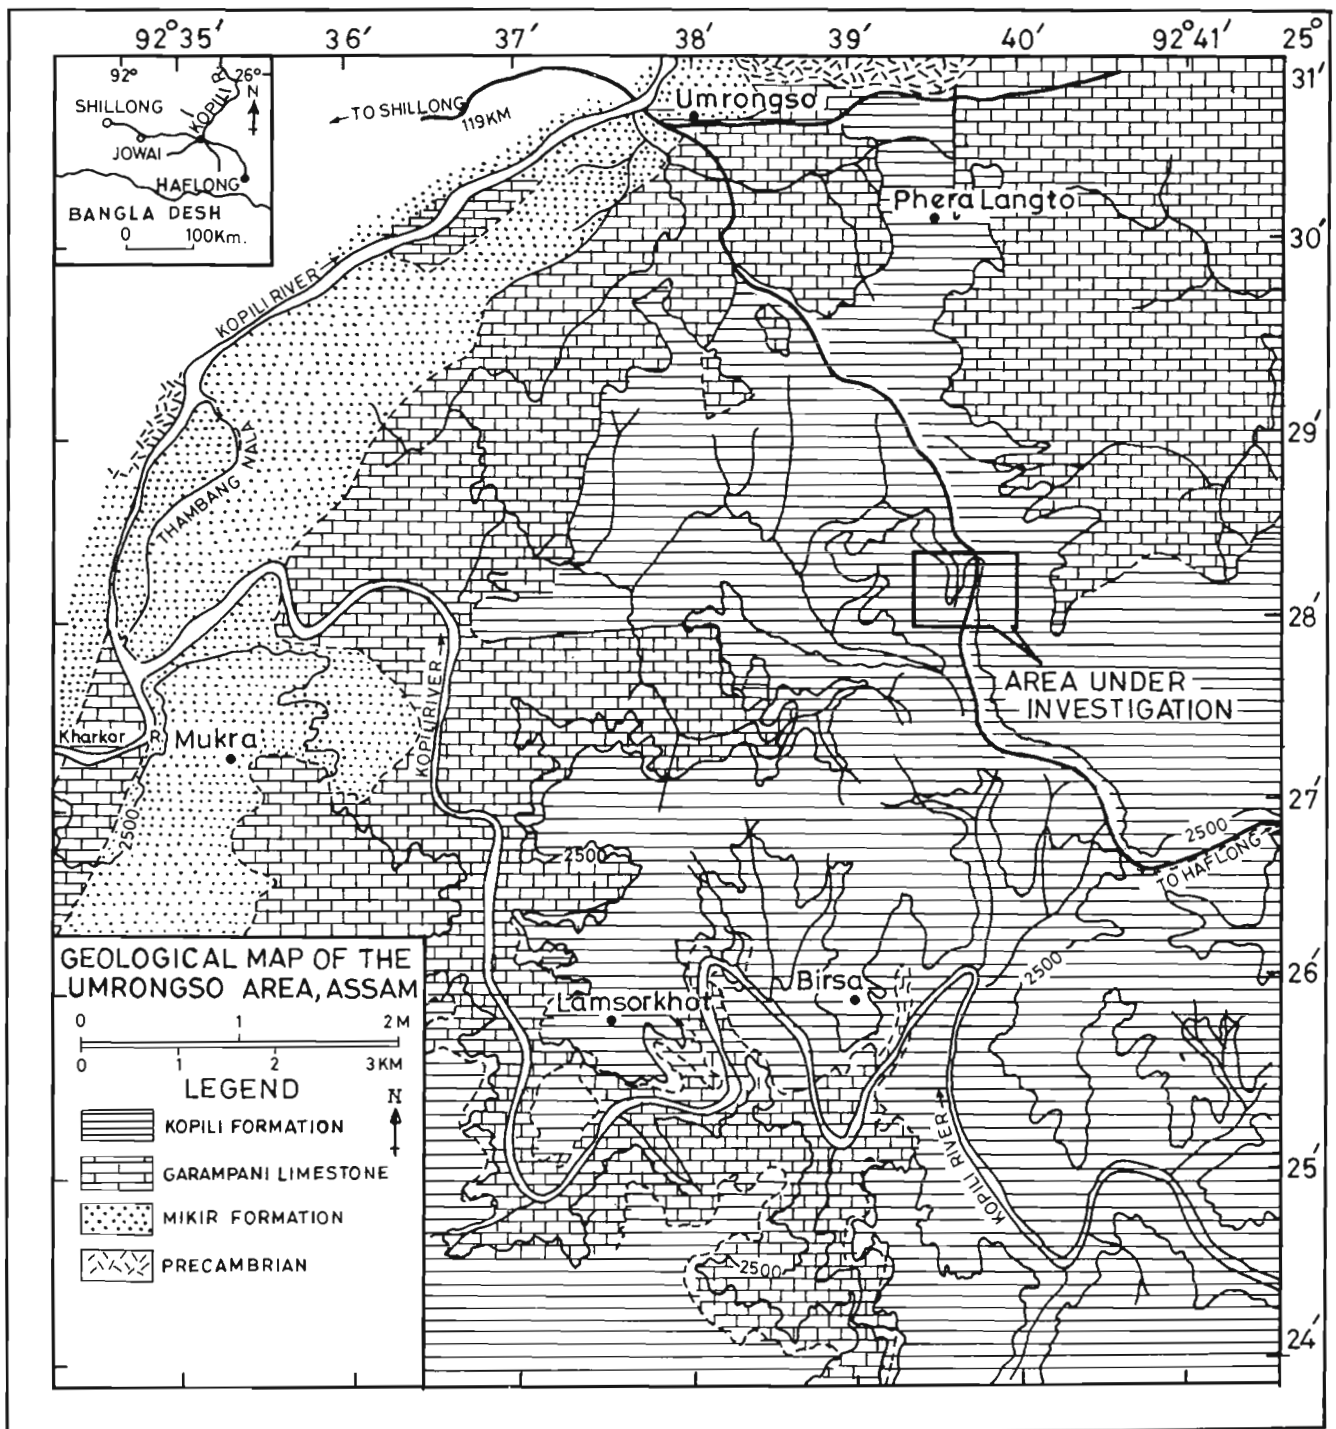 92°35′ 36′ 37′ 38′ 39′ 40′ 92°41′ 25°
31′
92° 26°
N
SHILLONG
KOPILI R
JOWAI
HAFLONG
BANGLA DESH
0 100Km.
← TO SHILLONG
119KM
Umrongso
Phera Langto
30′
KOPILI RIVER →
29′
THAMBANG NALA
28′
AREA UNDER
INVESTIGATION
KOPILI RIVER →
Kharkor R.
Mukra
27′
2500
2500
2500
TO HAFLONG
26′
2500
Birsa
Lamsorkhot
25′
KOPILI RIVER →
2500
24′
GEOLOGICAL MAP OF THE
UMRONGSO AREA, ASSAM
0 1 2 M
0 1 2 3 KM
LEGEND
N
KOPILI FORMATION
GARAMPANI LIMESTONE
MIKIR FORMATION
PRECAMBRIAN